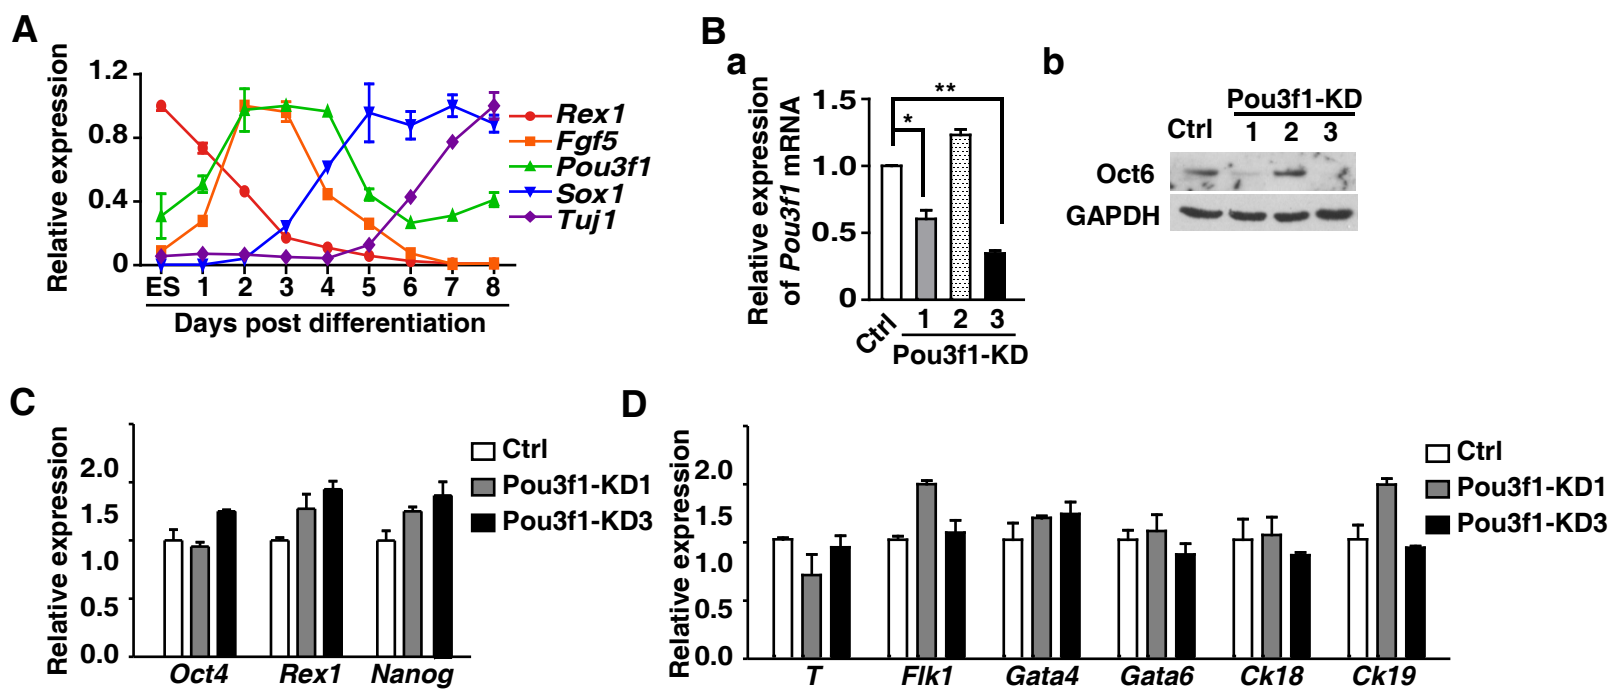 A
Relative expression
1.2
0.8
0.4
0
ES 1 2 3 4 5 6 7 8
Days post differentiation
Rex1
Fgf5
Pou3f1
Sox1
Tuj1
B
a
Relative expression
of Pou3f1 mRNA
1.5
1.0
0.5
0
*
**
Ctrl 1 2 3
Pou3f1-KD
b
Pou3f1-KD
Ctrl 1 2 3
Oct6
GAPDH
C
Relative expression
2.0
1.5
1.0
0.5
0.0
Oct4 Rex1 Nanog
Ctrl
Pou3f1-KD1
Pou3f1-KD3
D
Relative expression
2.0
1.5
1.0
0.5
0.0
T Flk1 Gata4 Gata6 Ck18 Ck19
Ctrl
Pou3f1-KD1
Pou3f1-KD3